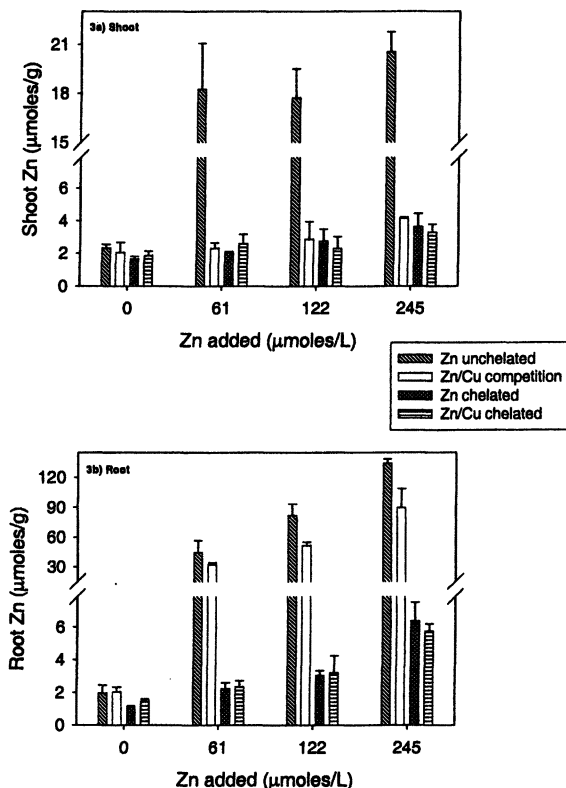 3a) Shoot
Shoot Zn (µmoles/g)
21
18
15
6
4
2
0
0 61 122 245
Zn added (µmoles/L)
Zn unchelated
Zn/Cu competition
Zn chelated
Zn/Cu chelated
3b) Root
Root Zn (µmoles/g)
120
90
60
30
6
4
2
0
0 61 122 245
Zn added (µmoles/L)